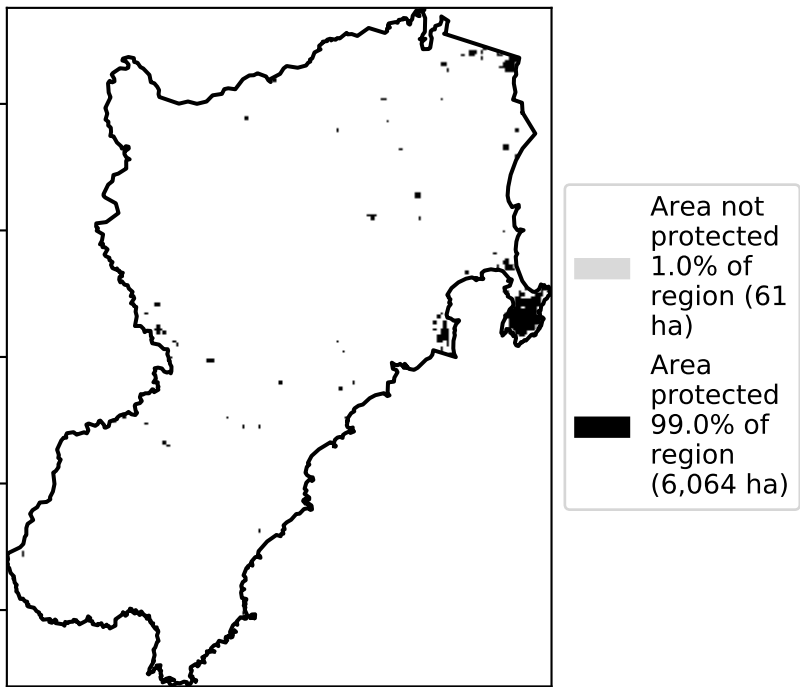 Area not
protected
1.0% of
region (61
ha)
Area
protected
99.0% of
region
(6,064 ha)